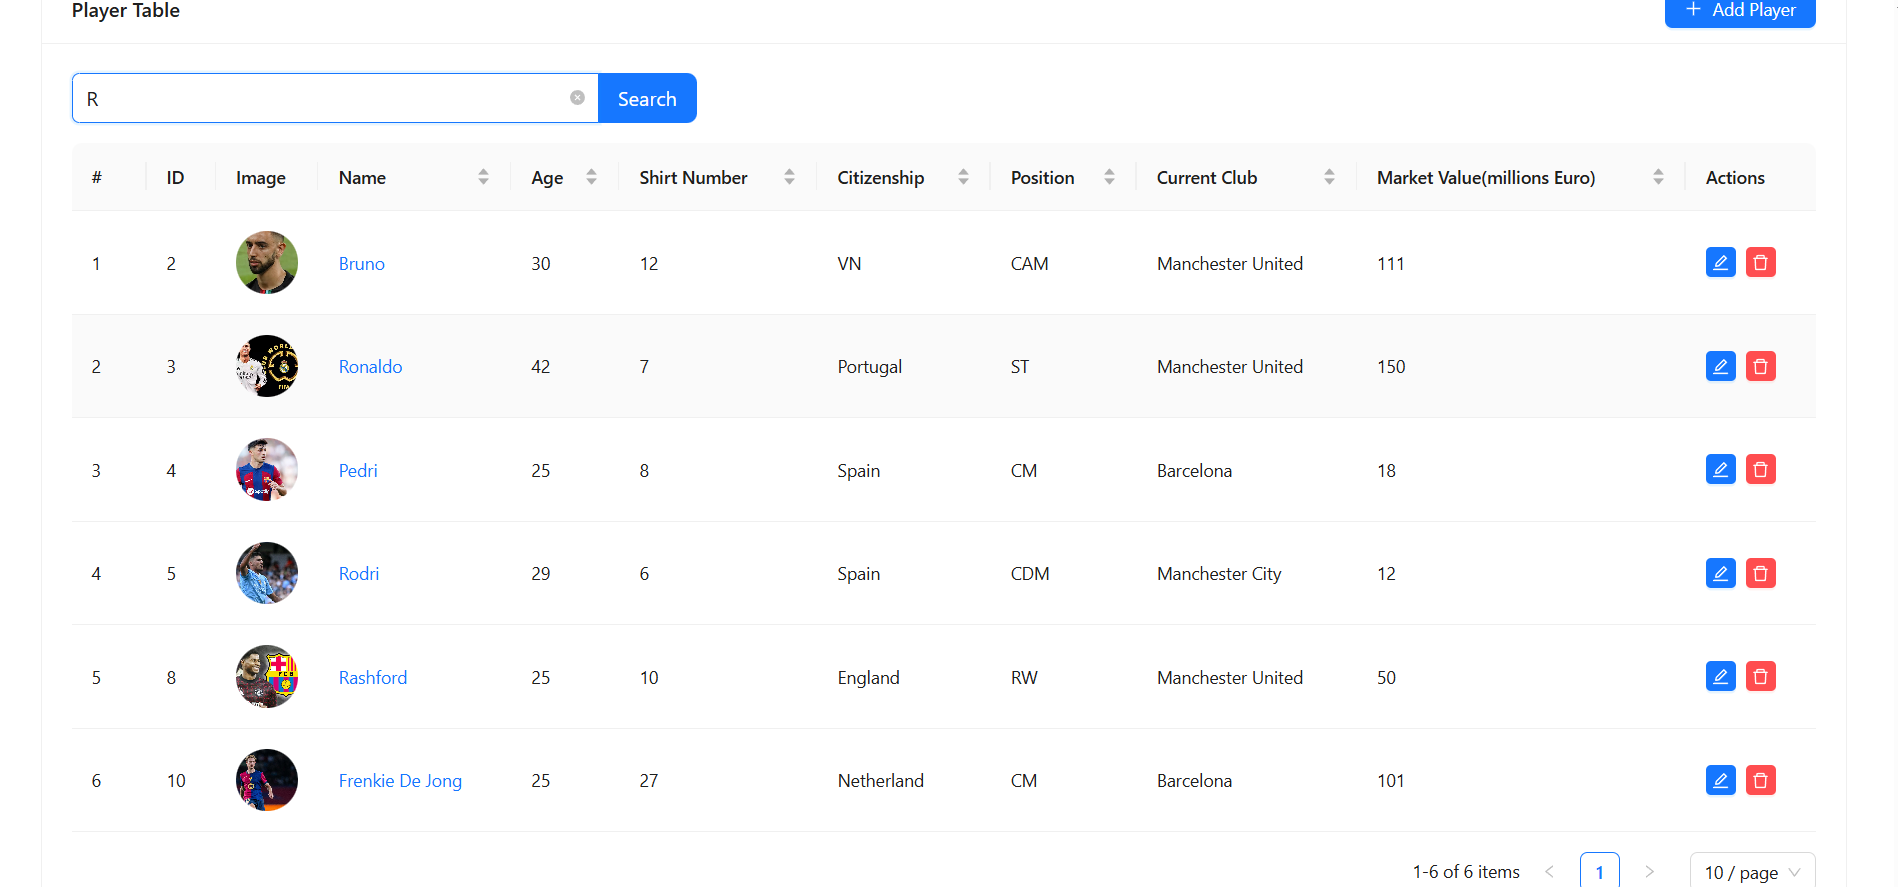 Player Table
Add Player
R
Search
# ID Image Name Age Shirt Number Citizenship Position Current Club Market Value(millions Euro) Actions
1 2 Bruno 30 12 VN CAM Manchester United 111
2 3 Ronaldo 42 7 Portugal ST Manchester United 150
3 4 Pedri 25 8 Spain CM Barcelona 18
4 5 Rodri 29 6 Spain CDM Manchester City 12
5 8 Rashford 25 10 England RW Manchester United 50
6 10 Frenkie De Jong 25 27 Netherland CM Barcelona 101
1-6 of 6 items 1 10 / page